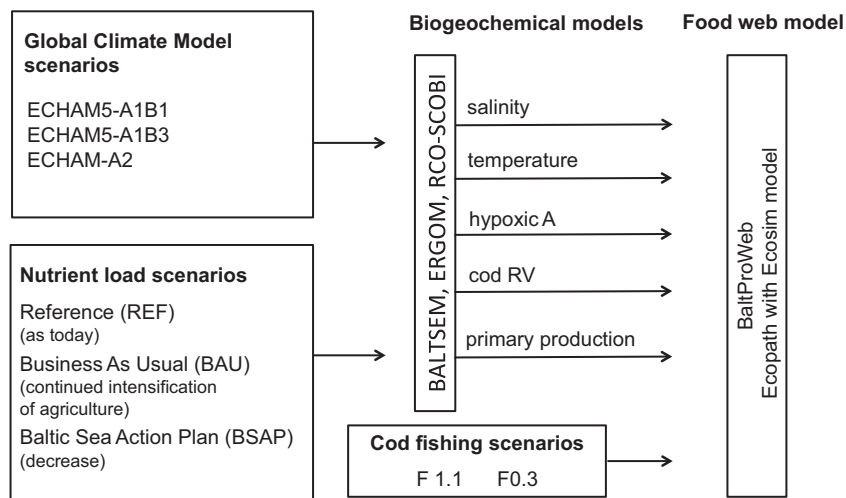 Global Climate Model
scenarios
ECHAM5-A1B1
ECHAM5-A1B3
ECHAM-A2
Nutrient load scenarios
Reference (REF)
(as today)
Business As Usual (BAU)
(continued intensification
of agriculture)
Baltic Sea Action Plan (BSAP)
(decrease)
Biogeochemical models
BALTSEM, ERGOM, RCO-SCOBI
salinity
temperature
hypoxic A
cod RV
primary production
Cod fishing scenarios
F 1.1 F0.3
Food web model
BaltProWeb
Ecopath with Ecosim model